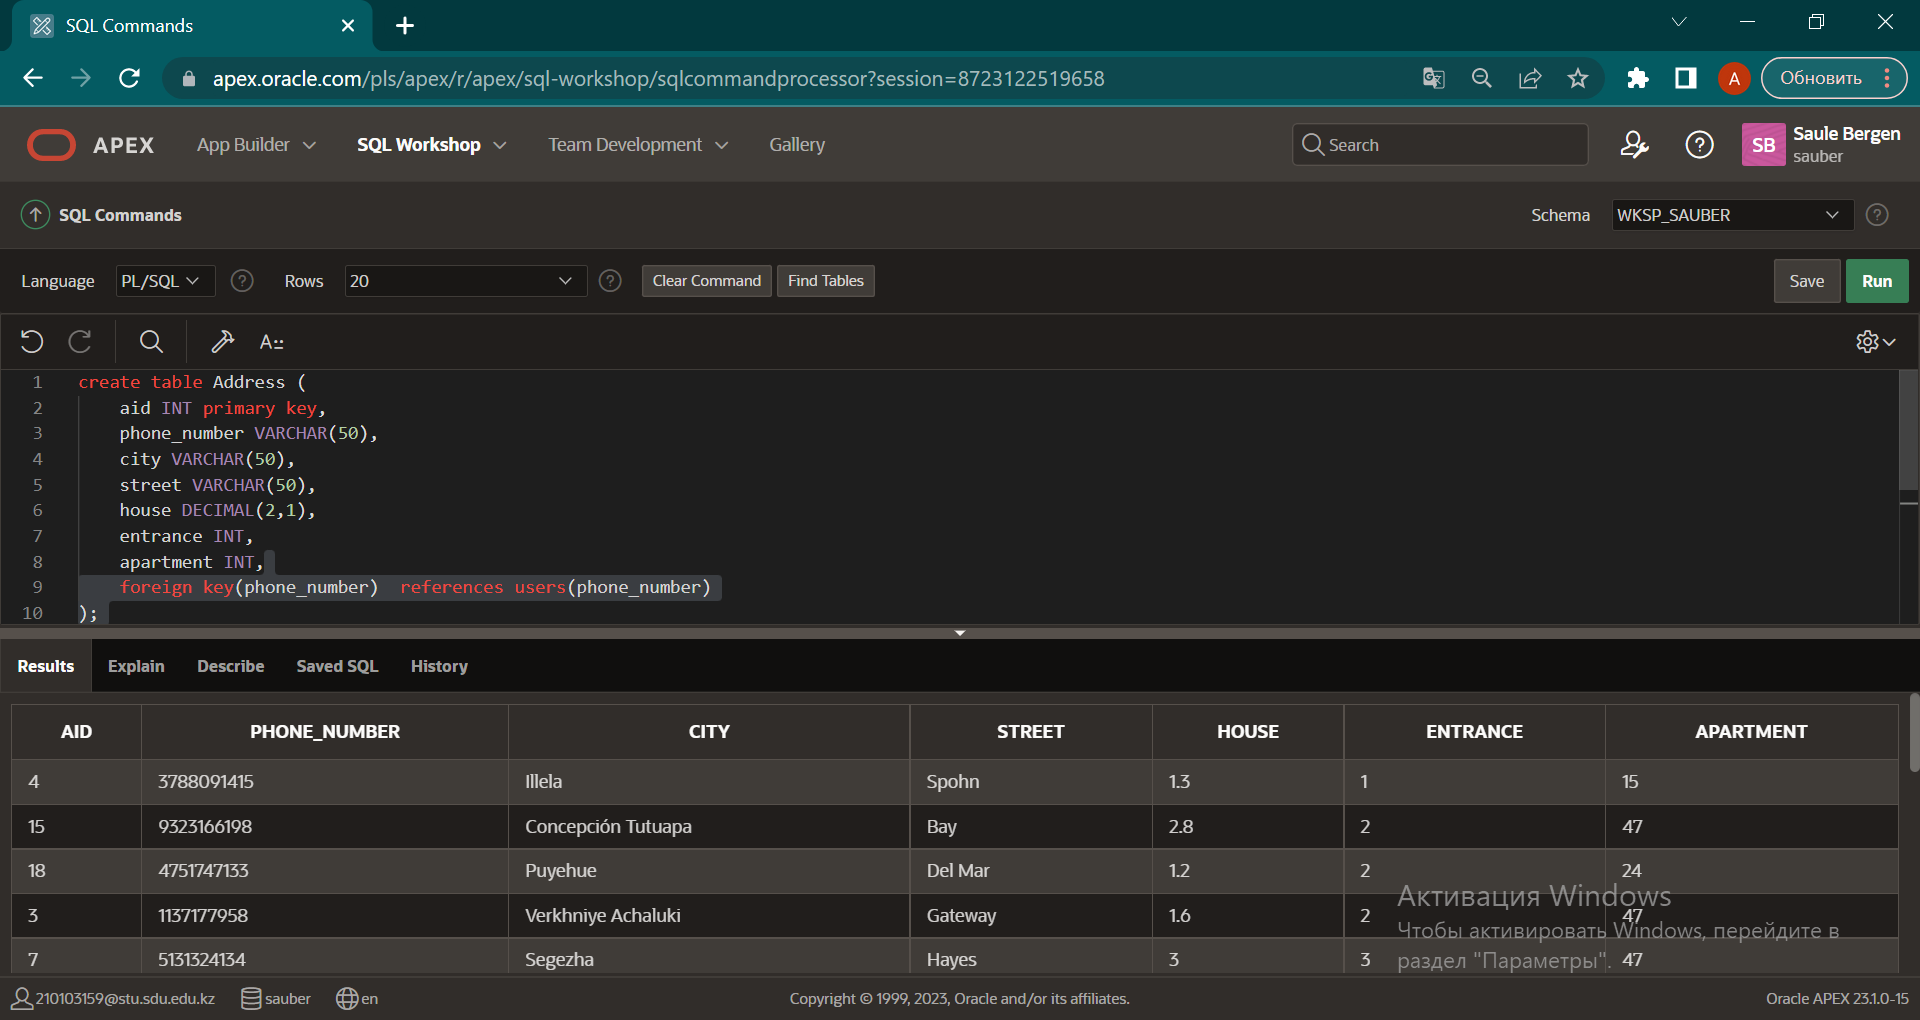 SQL Commands
apex.oracle.com/pls/apex/r/apex/sql-workshop/sqlcommandprocessor?session=8723122519658
A
Обновить
APEX
App Builder
SQL Workshop
Team Development
Gallery
Search
SB
Saule Bergen
sauber
SQL Commands
Schema
WKSP_SAUBER
Language
PL/SQL
Rows
20
Clear Command
Find Tables
Save
Run
A::
1 create table Address (
2 aid INT primary key,
3 phone_number VARCHAR(50),
4 city VARCHAR(50),
5 street VARCHAR(50),
6 house DECIMAL(2,1),
7 entrance INT,
8 apartment INT,
9 foreign key(phone_number)  references users(phone_number)
10 );
Results Explain Describe Saved SQL History
AID PHONE_NUMBER CITY STREET HOUSE ENTRANCE APARTMENT
4 3788091415 Illela Spohn 1.3 1 15
15 9323166198 Concepción Tutuapa Bay 2.8 2 47
18 4751747133 Puyehue Del Mar 1.2 2 24
3 1137177958 Verkhniye Achaluki Gateway 1.6 2 47
7 5131324134 Segezha Hayes 3 3 47
Активация Windows
Чтобы активировать Windows, перейдите в
раздел "Параметры".
210103159@stu.sdu.edu.kz sauber en
Copyright © 1999, 2023, Oracle and/or its affiliates.
Oracle APEX 23.1.0-15